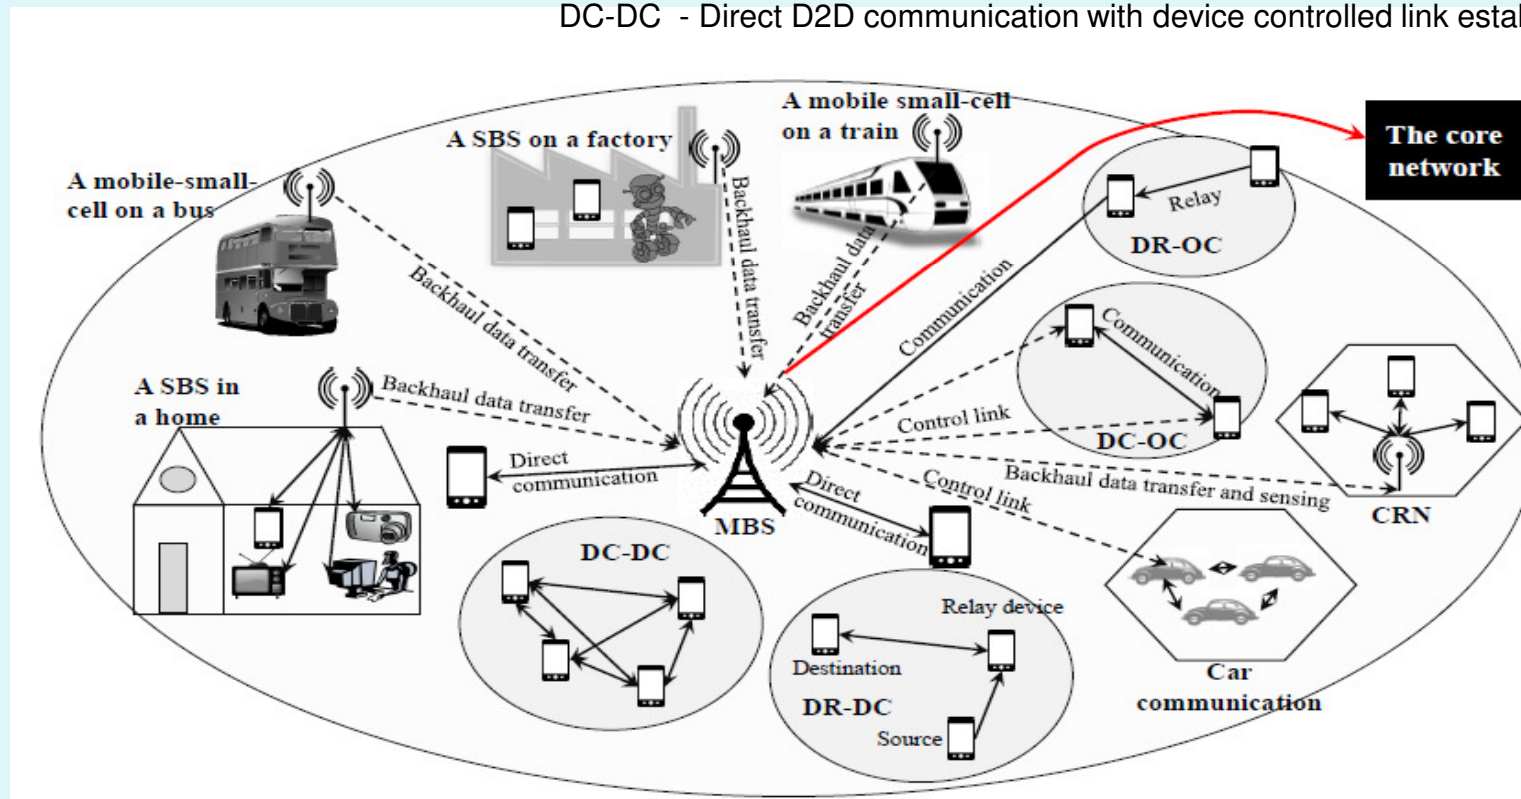 DC-DC - Direct D2D communication with device controlled link
A mobile small-cell
on a train
A SBS on a factory
The core
network
A mobile-small-
cell on a bus
Relay
DR-OC
Backhaul data transfer
Backhaul data transfer
Backhaul data
transfer
Communication
Communication
A SBS in
a home
Backhaul data transfer
Control link
DC-OC
Direct
communication
Backhaul data transfer and sensing
Control link
CRN
MBS
Direct
communication
DC-DC
Relay device
Destination
DR-DC
Source
Car
communication